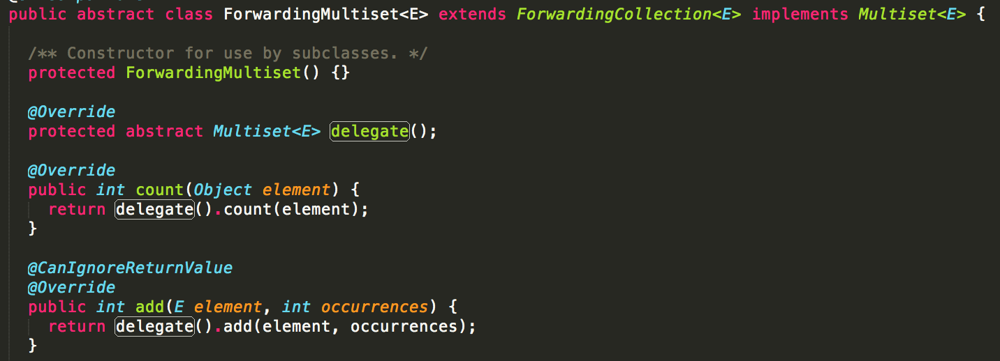 public abstract class ForwardingMultiset<E> extends ForwardingCollection<E> implements Multiset<E> {
/** Constructor for use by subclasses. */
protected ForwardingMultiset() {}
@Override
protected abstract Multiset<E> delegate();
@Override
public int count(Object element) {
return delegate().count(element);
}
@CanIgnoreReturnValue
@Override
public int add(E element, int occurrences) {
return delegate().add(element, occurrences);
}